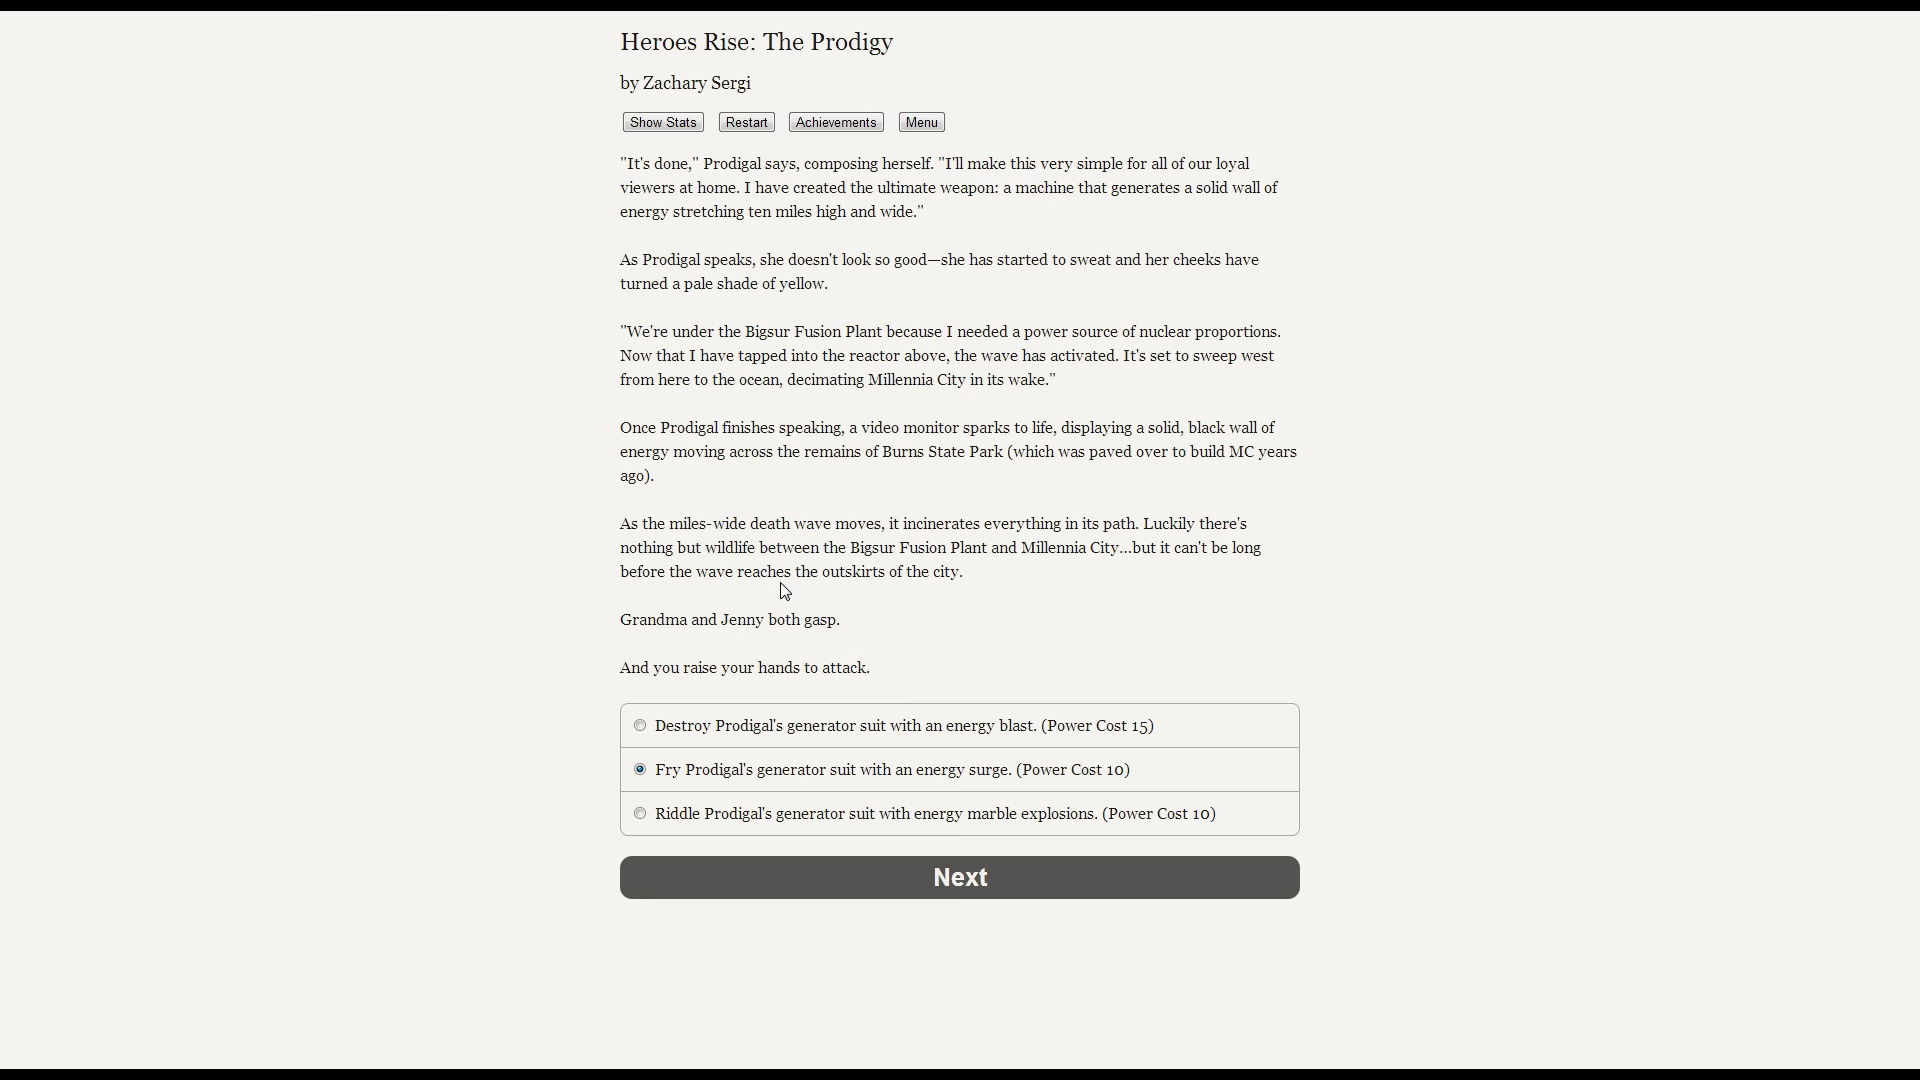 Heroes Rise: The Prodigy
by Zachary Sergi
Show Stats Restart Achievements Menu
"It's done," Prodigal says, composing herself. "I'll make this very simple for all of our loyal
viewers at home. I have created the ultimate weapon: a machine that generates a solid wall of
energy stretching ten miles high and wide."
As Prodigal speaks, she doesn't look so good—she has started to sweat and her cheeks have
turned a pale shade of yellow.
"We're under the Bigsur Fusion Plant because I needed a power source of nuclear proportions.
Now that I have tapped into the reactor above, the wave has activated. It's set to sweep west
from here to the ocean, decimating Millennia City in its wake."
Once Prodigal finishes speaking, a video monitor sparks to life, displaying a solid, black wall of
energy moving across the remains of Burns State Park (which was paved over to build MC years
ago).
As the miles-wide death wave moves, it incinerates everything in its path. Luckily there's
nothing but wildlife between the Bigsur Fusion Plant and Millennia City...but it can't be long
before the wave reaches the outskirts of the city.
Grandma and Jenny both gasp.
And you raise your hands to attack.
Destroy Prodigal's generator suit with an energy blast. (Power Cost 15)
Fry Prodigal's generator suit with an energy surge. (Power Cost 10)
Riddle Prodigal's generator suit with energy marble explosions. (Power Cost 10)
Next